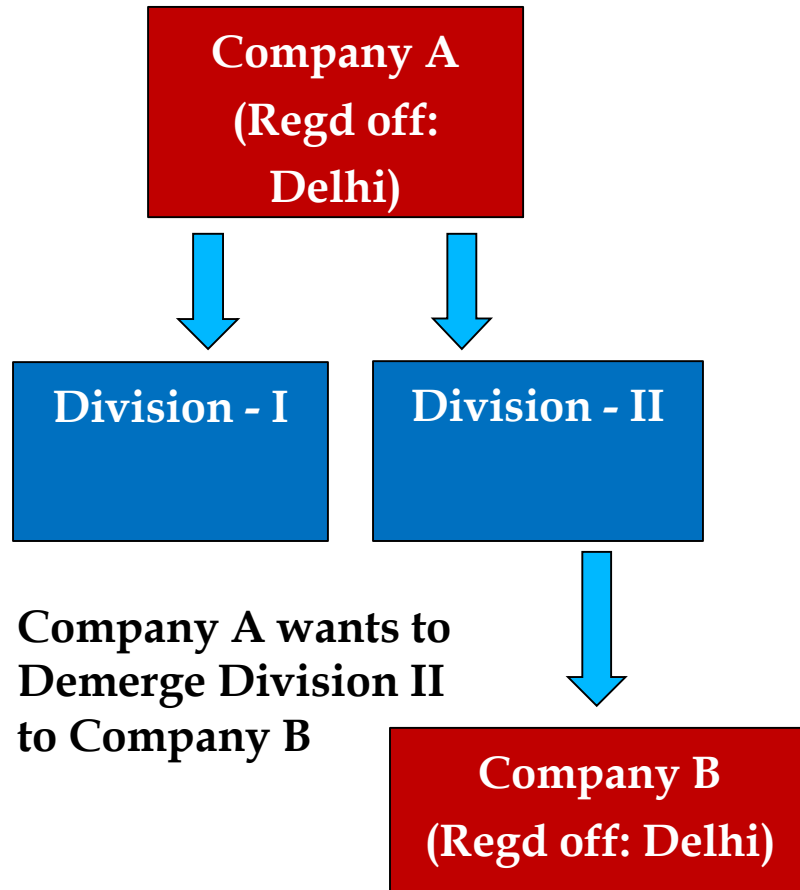 Company A
(Regd off:
Delhi)
Division - I
Division - II
Company A wants to
Demerge Division II
to Company B
Company B
(Regd off: Delhi)